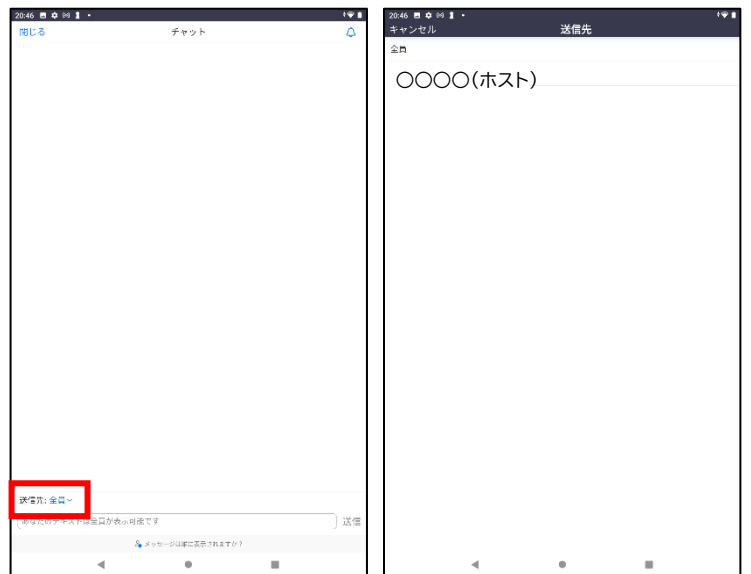 20:46
閉じる チャット
送信先: 全員
あなたのテキストは全員が表示可能です 送信
メッセージは誰に表示されますか?
20:46
キャンセル 送信先
全員
〇〇〇〇(ホスト)